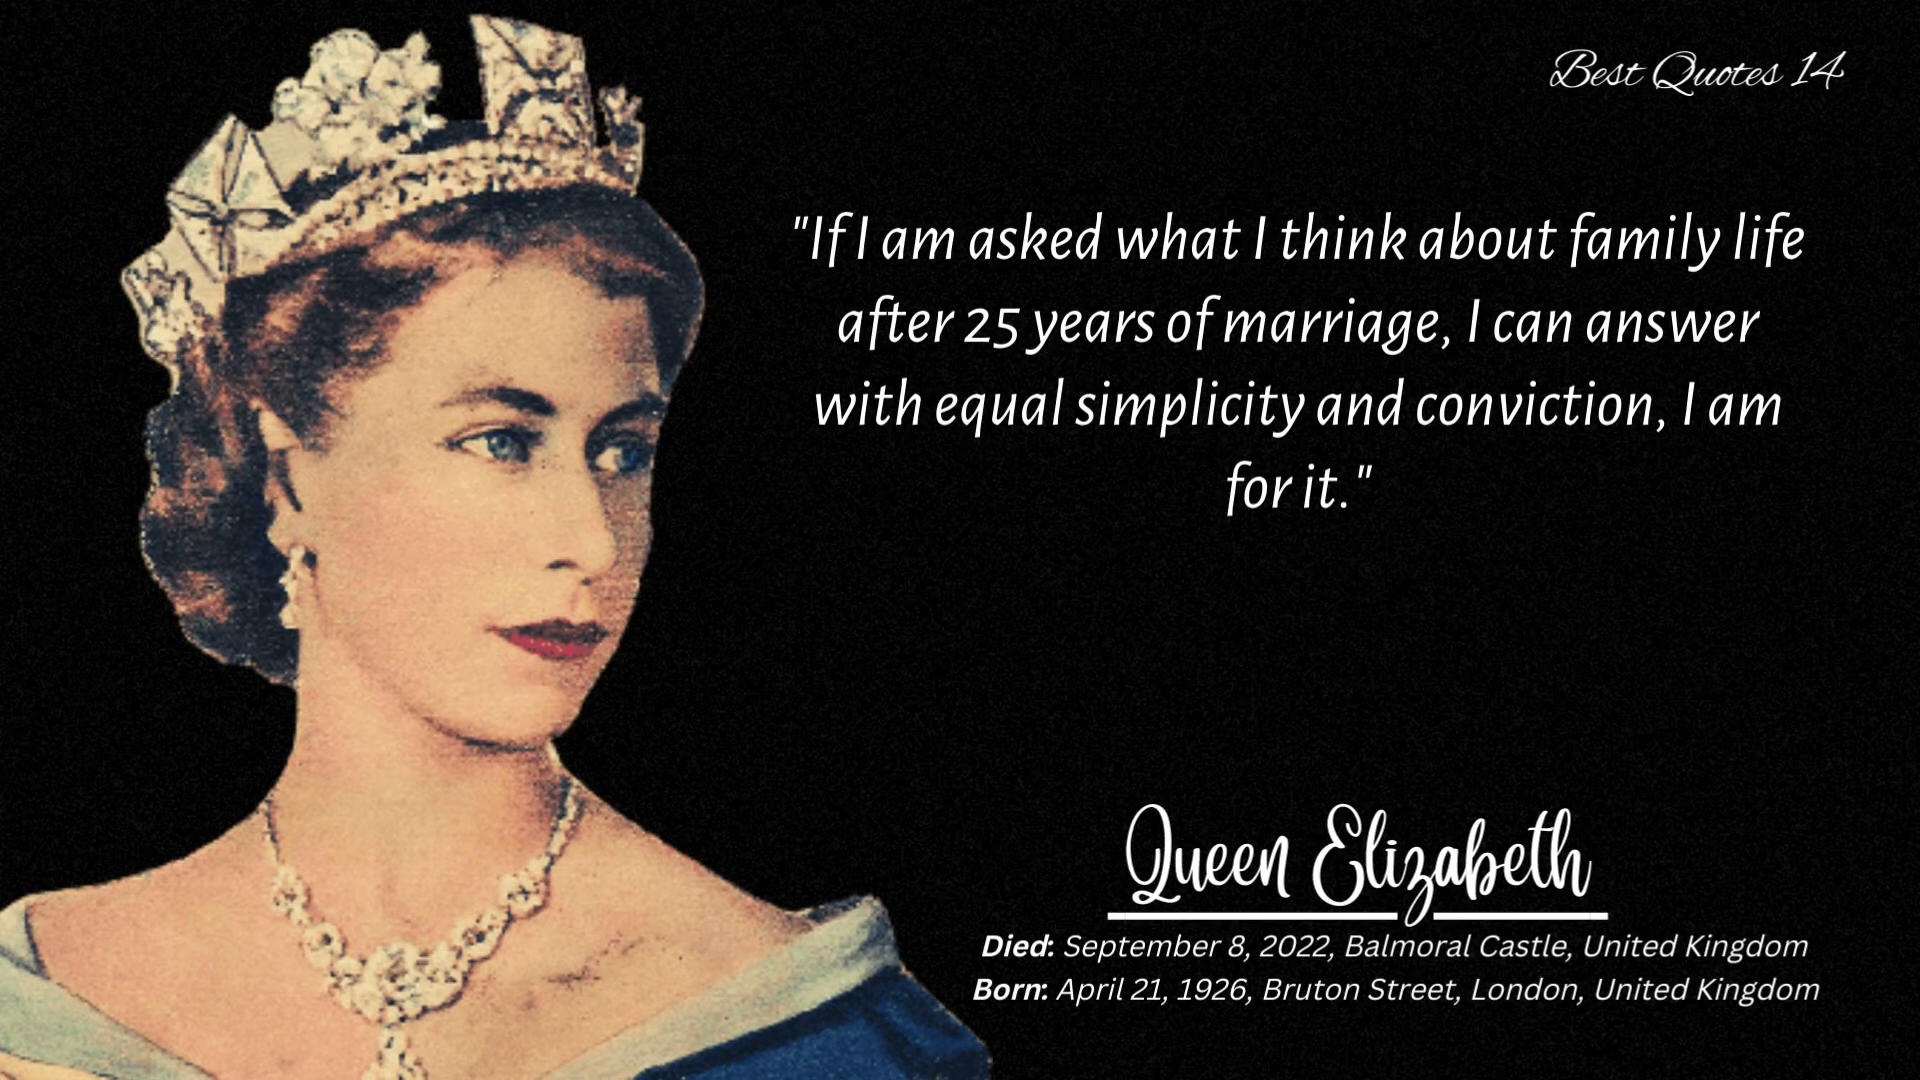 Best Quotes 14
"If I am asked what I think about family life
after 25 years of marriage, I can answer
with equal simplicity and conviction, I am
for it."
Queen Elizabeth
Died: September 8, 2022, Balmoral Castle, United Kingdom
Born: April 21, 1926, Bruton Street, London, United Kingdom